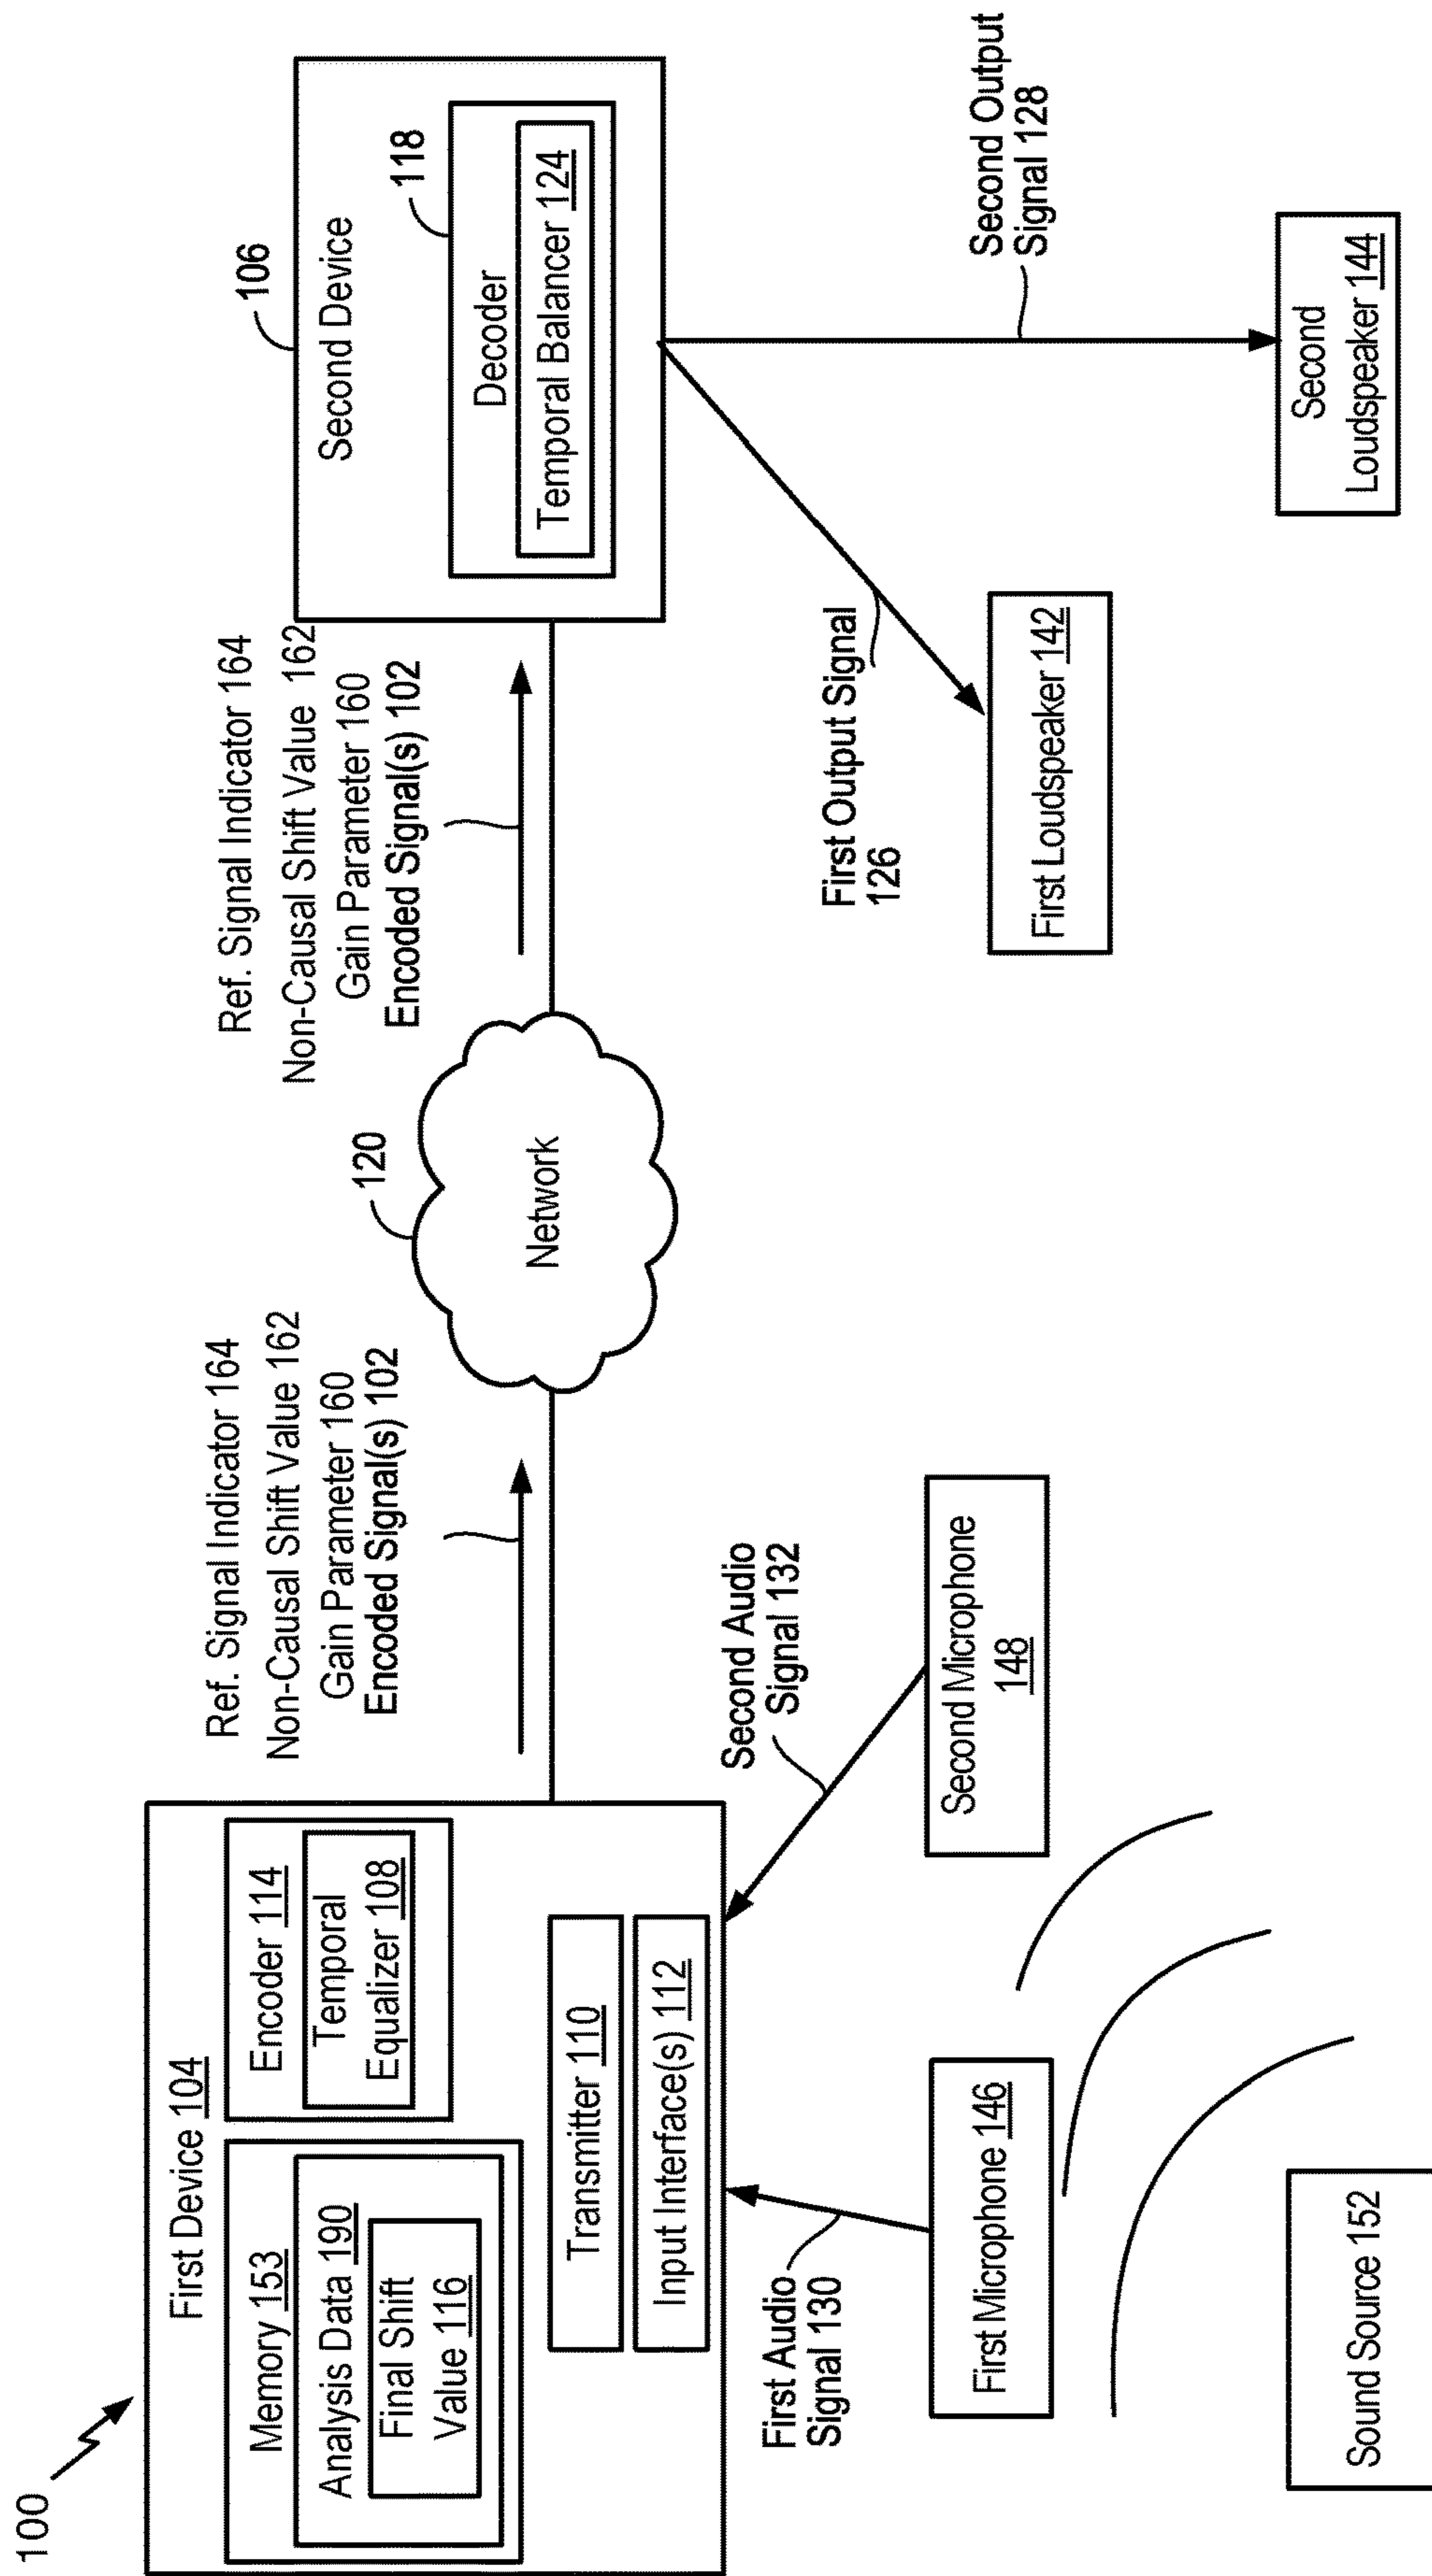 100
First Device 104
Memory 153
Analysis Data 190
Final Shift
Value 116
Encoder 114
Temporal
Equalizer 108
Transmitter 110
Input Interface(s) 112
First Audio
Signal 130
Second Audio
Signal 132
First Microphone 146
Second Microphone
148
Sound Source 152
Ref. Signal Indicator 164
Non-Causal Shift Value 162
Gain Parameter 160
Encoded Signal(s) 102
120
Network
Ref. Signal Indicator 164
Non-Causal Shift Value 162
Gain Parameter 160
Encoded Signal(s) 102
106
Second Device
118
Decoder
Temporal Balancer 124
First Output Signal
126
Second Output
Signal 128
First Loudspeaker 142
Second
Loudspeaker 144